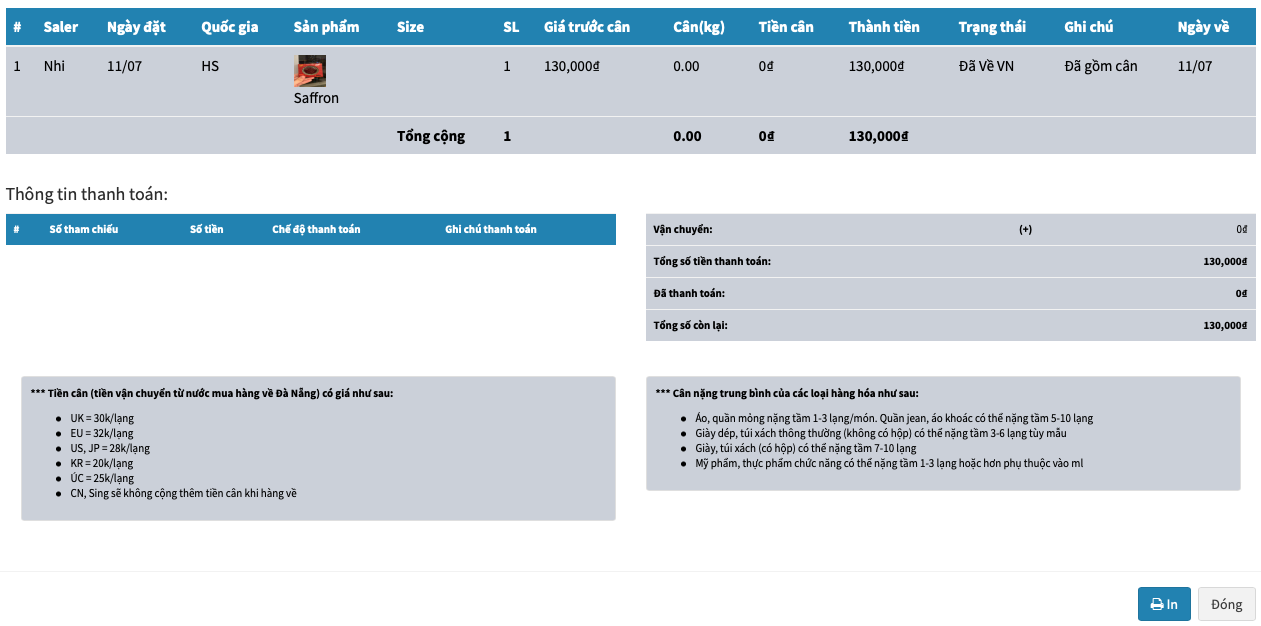 # Saler Ngày đặt Quốc gia Sản phẩm Size SL Giá trước cân Cân(kg) Tiền cân Thành tiền Trạng thái Ghi chú Ngày về
1 Nhi 11/07 HS 1 130,000₫ 0.00 0₫ 130,000₫ Đã Về VN Đã gồm cân 11/07
Saffron
Tổng cộng 1 0.00 0₫ 130,000₫
Thông tin thanh toán:
# Số tham chiếu Số tiền Chế độ thanh toán Ghi chú thanh toán
Vận chuyển: (+) 0₫
Tổng số tiền thanh toán: 130,000₫
Đã thanh toán: 0₫
Tổng số còn lại: 130,000₫
*** Tiền cân (tiền vận chuyển từ nước mua hàng về Đà Nẵng) có giá như sau:
● UK = 30k/lạng
● EU = 32k/lạng
● US, JP = 28k/lạng
● KR = 20k/lạng
● ÚC = 25k/lạng
● CN, Sing sẽ không cộng thêm tiền cân khi hàng về
*** Cân nặng trung bình của các loại hàng hóa như sau:
● Áo, quần mỏng nặng tầm 1-3 lạng/món. Quần jean, áo khoác có thể nặng tầm 5-10 lạng
● Giày dép, túi xách thông thường (không có hộp) có thể nặng tầm 3-6 lạng tùy mẫu
● Giày, túi xách (có hộp) có thể nặng tầm 7-10 lạng
● Mỹ phẩm, thực phẩm chức năng có thể nặng tầm 1-3 lạng hoặc hơn phụ thuộc vào ml
In Đóng